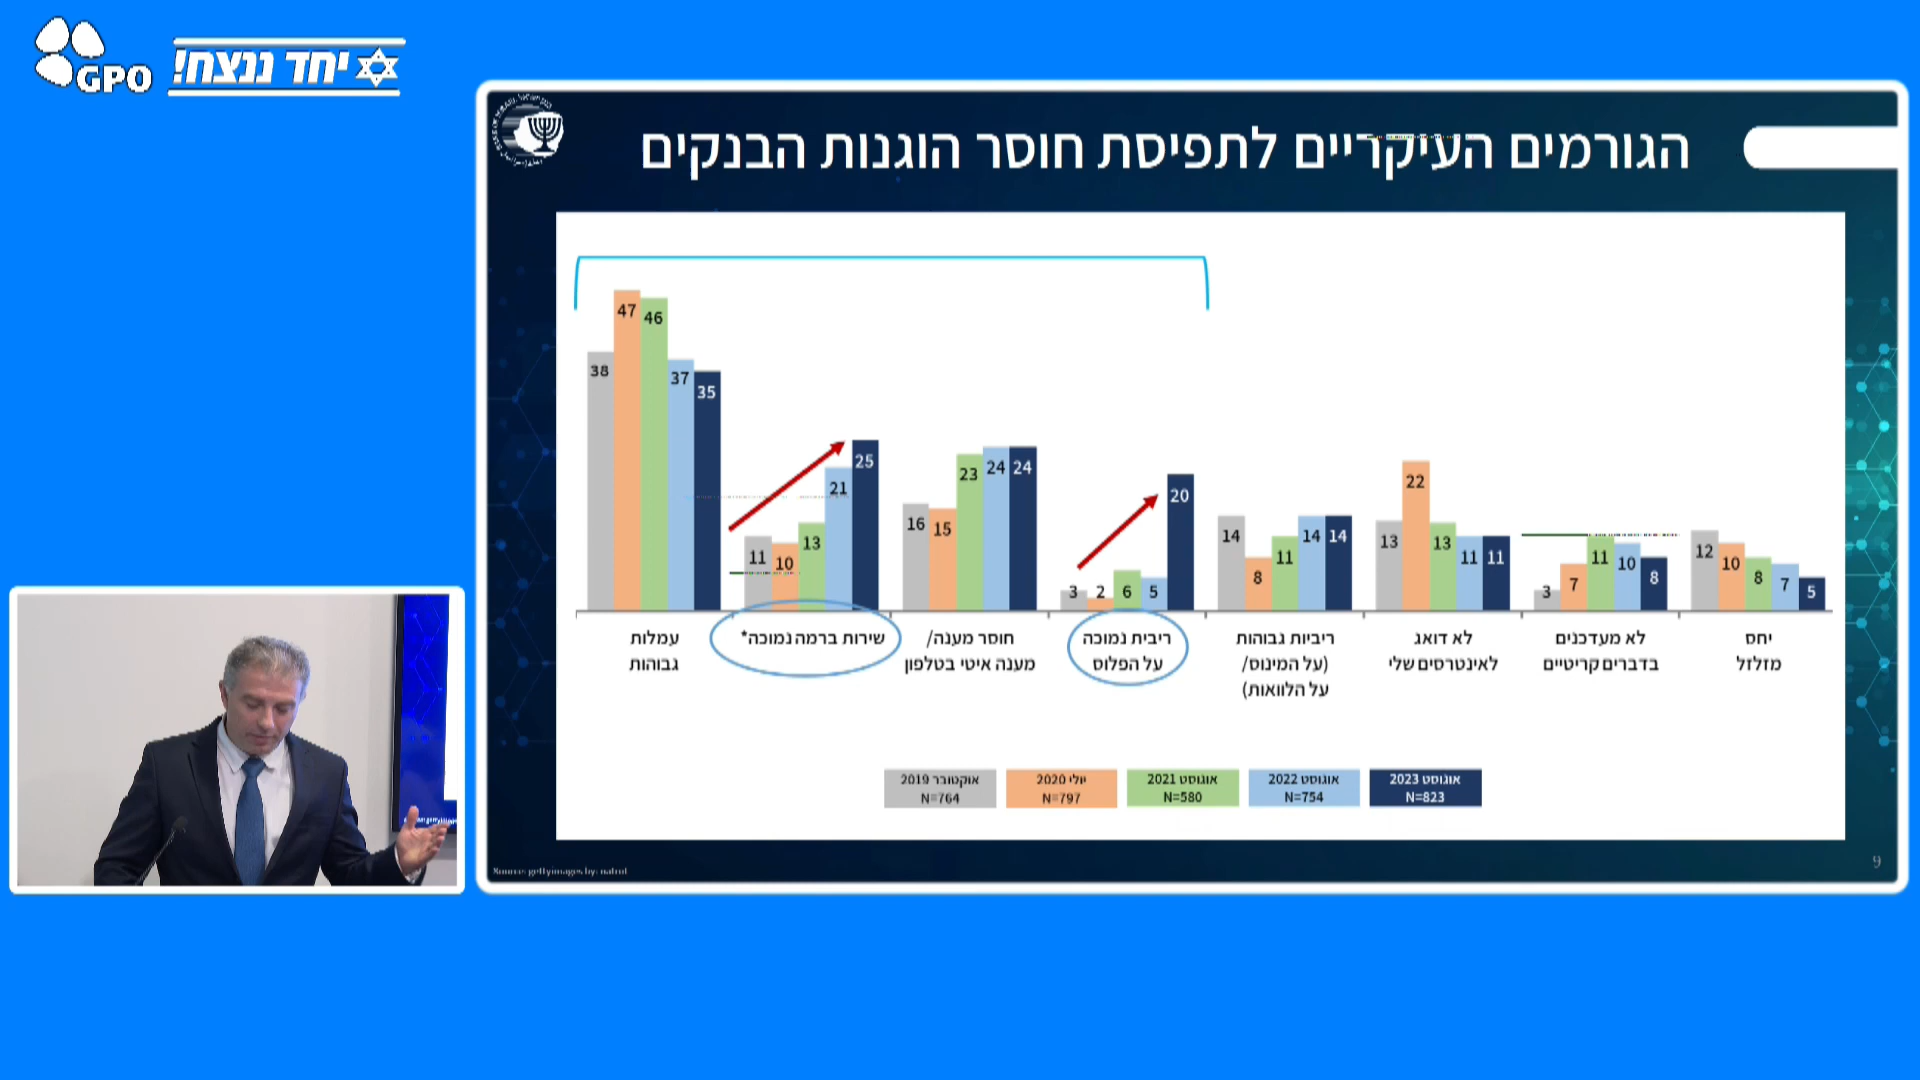 GPO
יחד ננצח!
הגורמים העיקריים לתפיסת חוסר הוגנות הבנקים
38 47 46 37 35
11 10 13 21 25
16 15 23 24 24
3 2 6 5 20
14 8 11 14 14
13 22 13 11 11
3 7 11 10 8
12 10 8 7 5
עמלות
גבוהות
שירות ברמה נמוכה*
חוסר מענה/
מענה איטי בטלפון
ריבית נמוכה
על הפלוס
ריביות גבוהות
(על המינוס/
על הלוואות)
לא דואג
לאינטרסים שלי
לא מעדכנים
בדברים קריטיים
יחס
מזלזל
אוקטובר 2019
N=764
יולי 2020
N=797
אוגוסט 2021
N=580
אוגוסט 2022
N=754
אוגוסט 2023
N=823
Source: gettyimages by: natrot
9